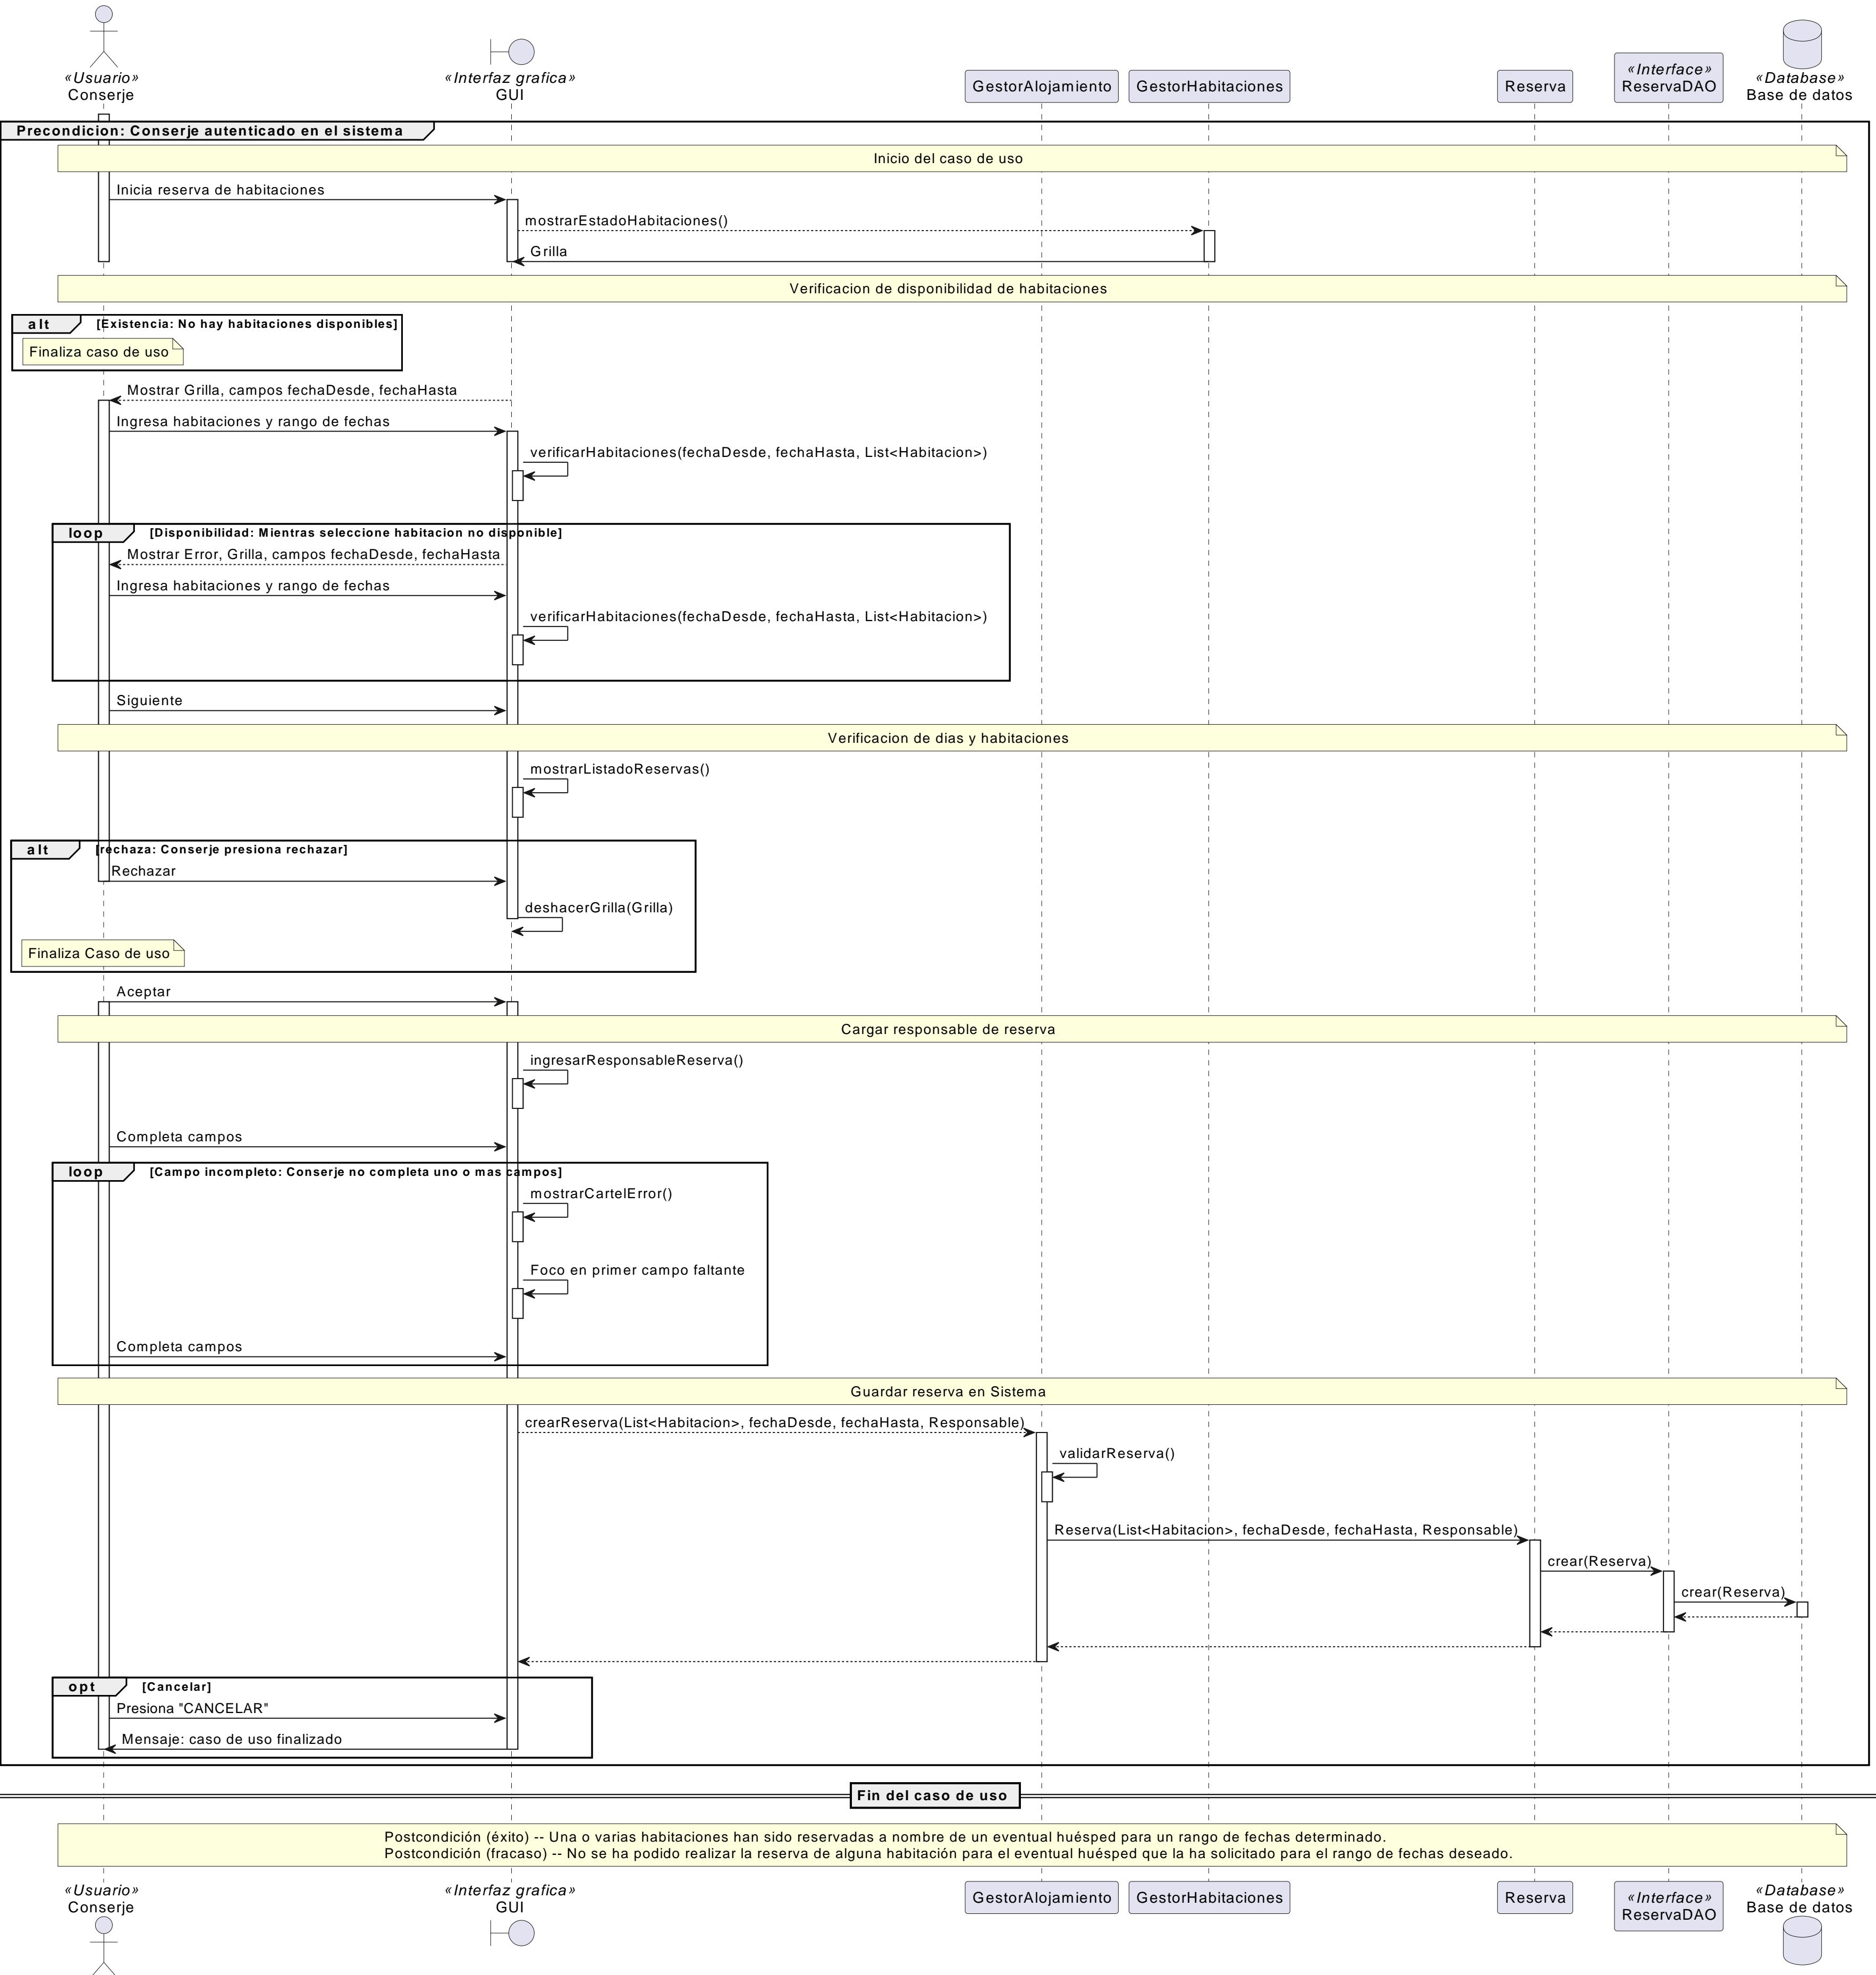 «Usuario»
Conserje
«Interfaz grafica»
GUI
GestorAlojamiento
GestorHabitaciones
Reserva
«Interface»
ReservaDAO
«Database»
Base de datos
Precondicion: Conserje autenticado en el sistema
Inicio del caso de uso
Inicia reserva de habitaciones
mostrarEstadoHabitaciones()
Grilla
Verificacion de disponibilidad de habitaciones
alt [Existencia: No hay habitaciones disponibles]
Finaliza caso de uso
Mostrar Grilla, campos fechaDesde, fechaHasta
Ingresa habitaciones y rango de fechas
verificarHabitaciones(fechaDesde, fechaHasta, List<Habitacion>)
loop [Disponibilidad: Mientras seleccione habitacion no disponible]
Mostrar Error, Grilla, campos fechaDesde, fechaHasta
Ingresa habitaciones y rango de fechas
verificarHabitaciones(fechaDesde, fechaHasta, List<Habitacion>)
Siguiente
Verificacion de dias y habitaciones
mostrarListadoReservas()
alt [rechaza: Conserje presiona rechazar]
Rechazar
deshacerGrilla(Grilla)
Finaliza Caso de uso
Aceptar
Cargar responsable de reserva
ingresarResponsableReserva()
Completa campos
loop [Campo incompleto: Conserje no completa uno o mas campos]
mostrarCartelError()
Foco en primer campo faltante
Completa campos
Guardar reserva en Sistema
crearReserva(List<Habitacion>, fechaDesde, fechaHasta, Responsable)
validarReserva()
Reserva(List<Habitacion>, fechaDesde, fechaHasta, Responsable)
crear(Reserva)
crear(Reserva)
opt [Cancelar]
Presiona "CANCELAR"
Mensaje: caso de uso finalizado
Fin del caso de uso
Postcondición (éxito) -- Una o varias habitaciones han sido reservadas a nombre de un eventual huésped para un rango de fechas determinado.
Postcondición (fracaso) -- No se ha podido realizar la reserva de alguna habitación para el eventual huésped que la ha solicitado para el rango de fechas deseado.
«Usuario»
Conserje
«Interfaz grafica»
GUI
GestorAlojamiento
GestorHabitaciones
Reserva
«Interface»
ReservaDAO
«Database»
Base de datos